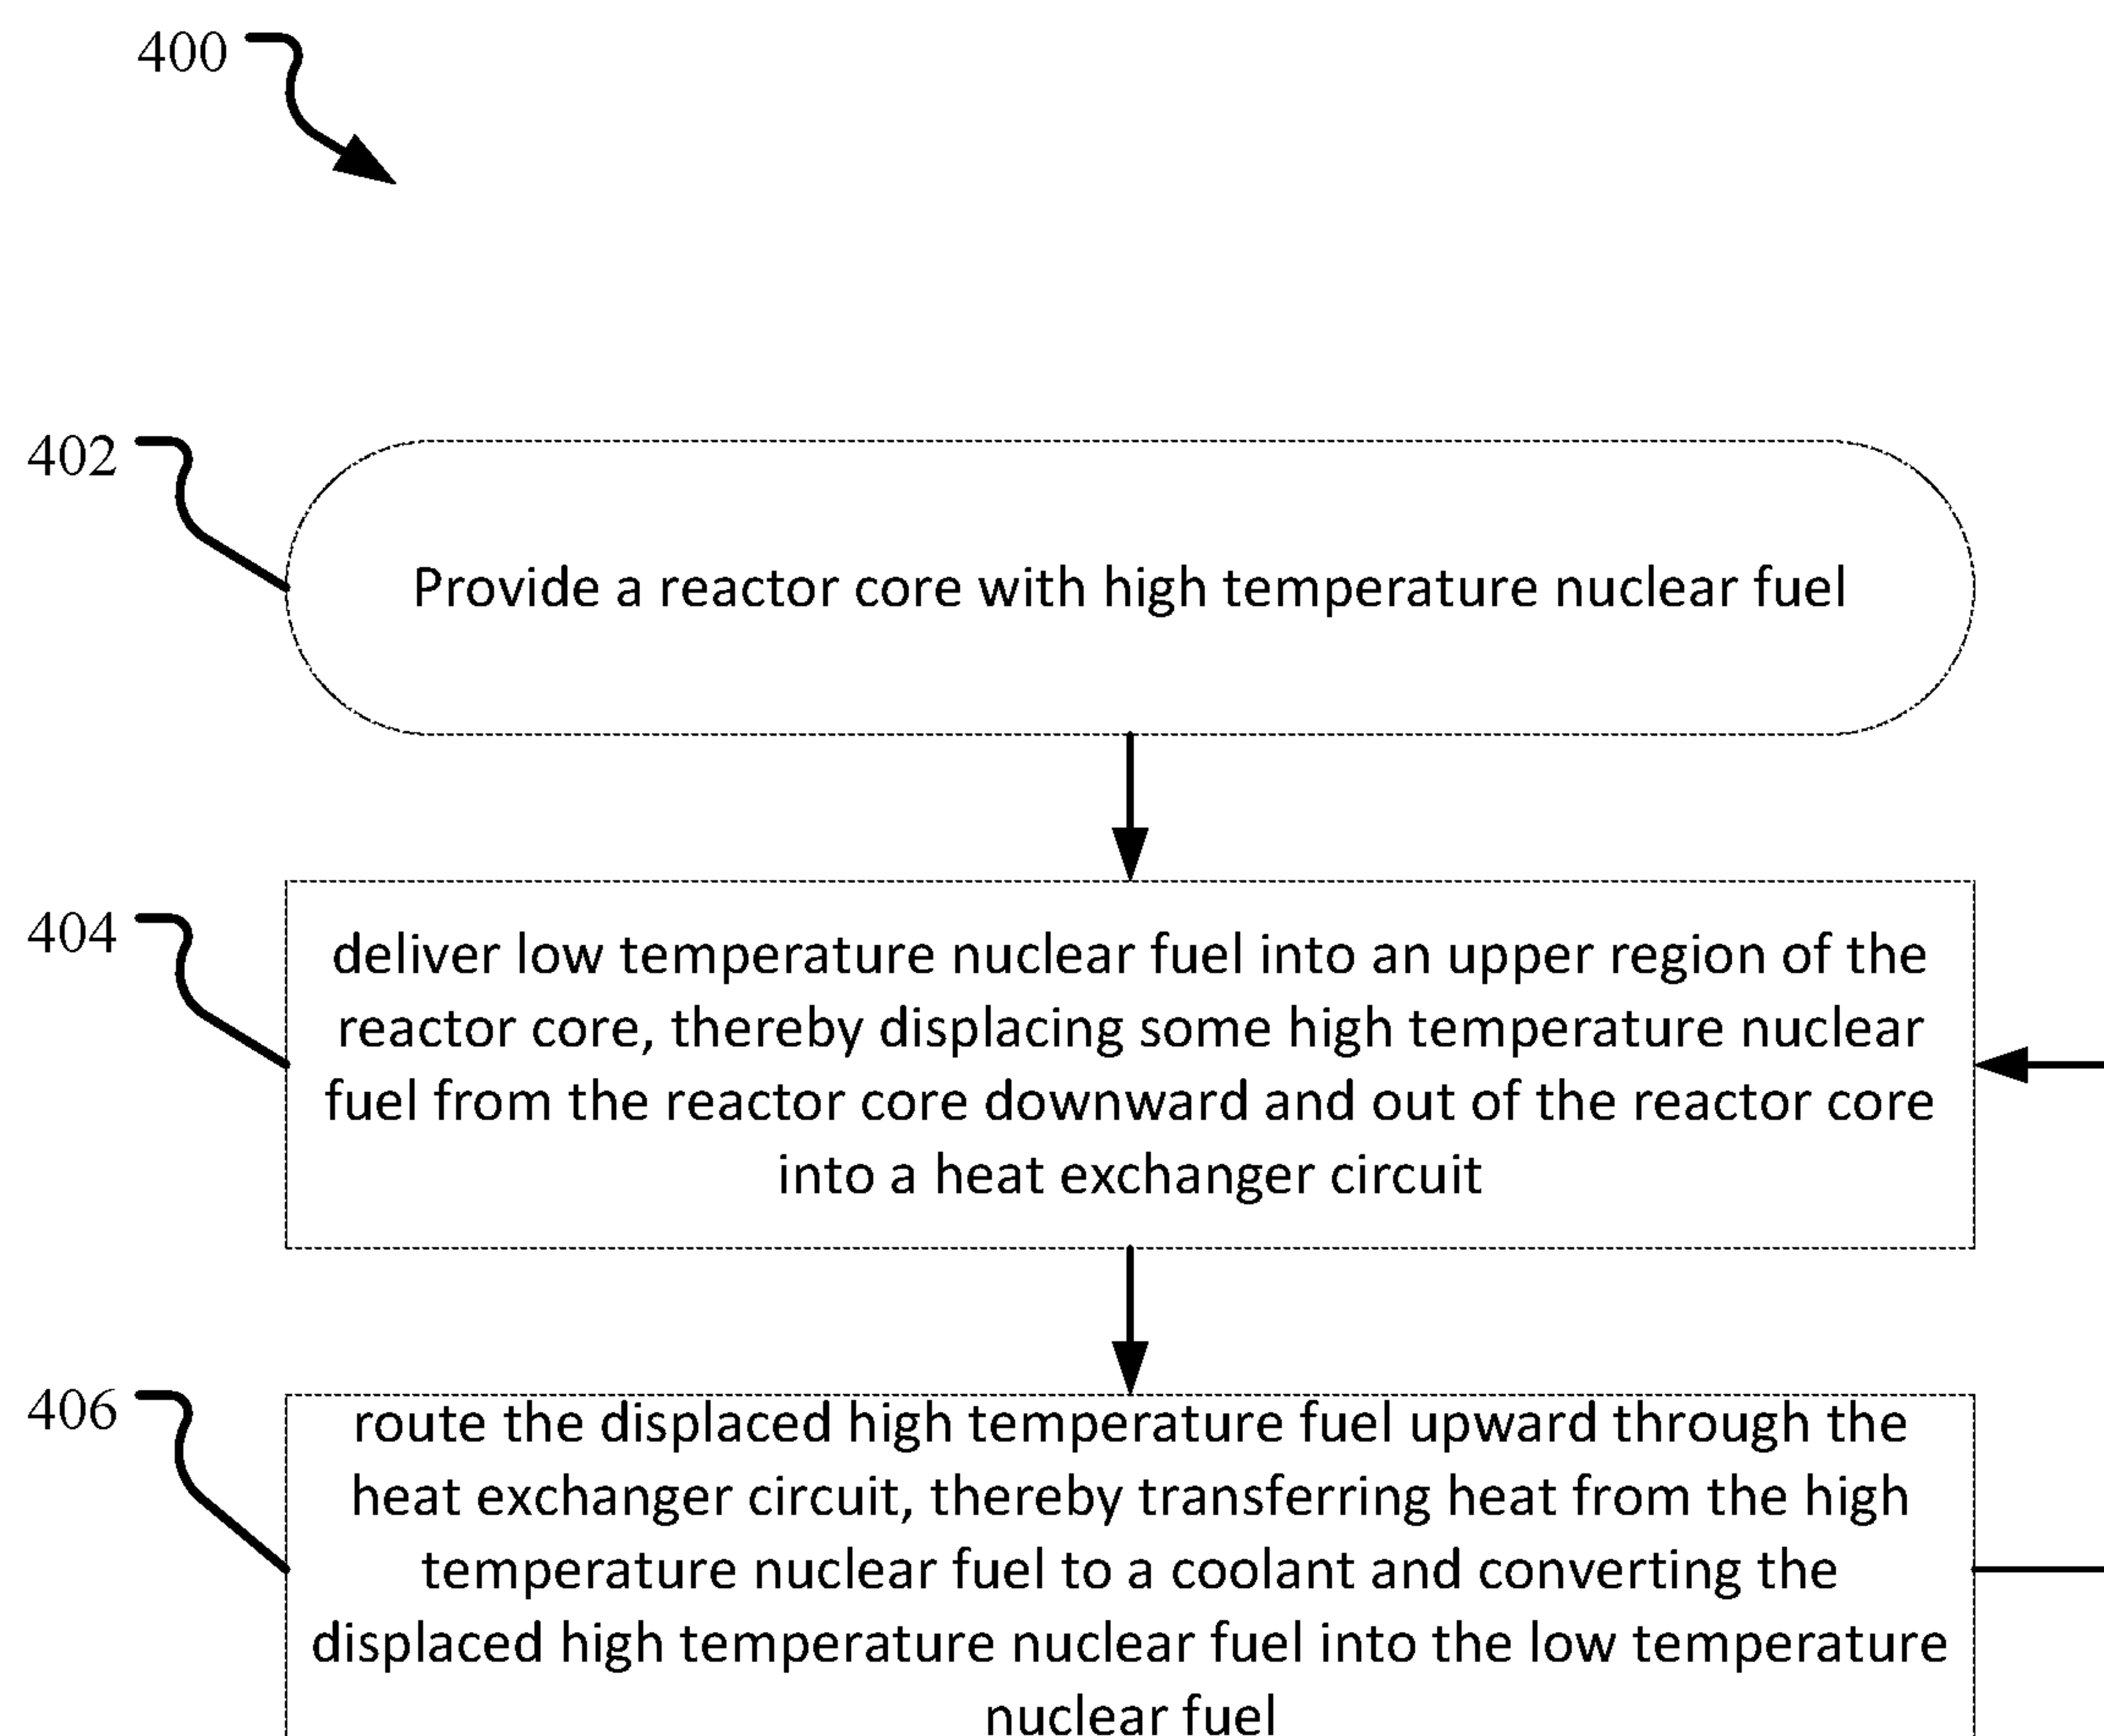 400
402
Provide a reactor core with high temperature nuclear fuel
404
deliver low temperature nuclear fuel into an upper region of the
reactor core, thereby displacing some high temperature nuclear
fuel from the reactor core downward and out of the reactor core
into a heat exchanger circuit
406
route the displaced high temperature fuel upward through the
heat exchanger circuit, thereby transferring heat from the high
temperature nuclear fuel to a coolant and converting the
displaced high temperature nuclear fuel into the low temperature
nuclear fuel